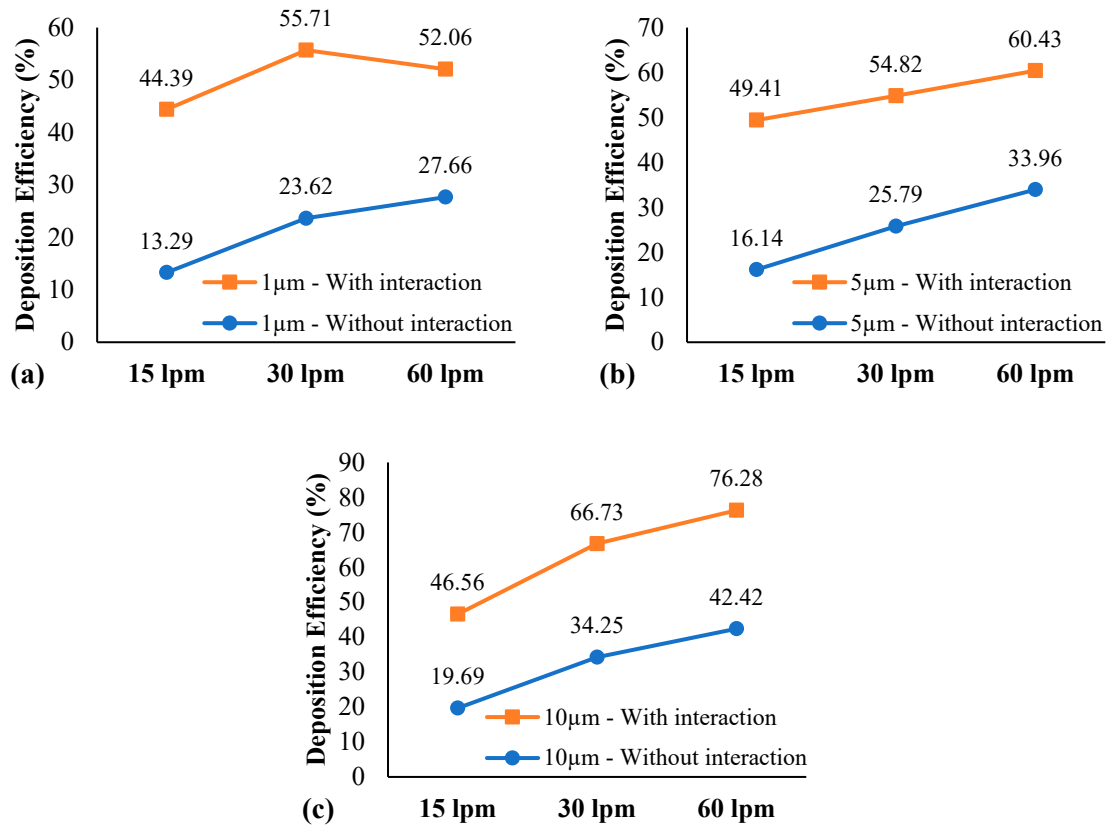 Deposition Efficiency (%)
60
50
40
30
20
10
0
44.39
55.71
52.06
13.29
23.62
27.66
1µm - With interaction
1µm - Without interaction
(a)
15 lpm 30 lpm 60 lpm
Deposition Efficiency (%)
70
60
50
40
30
20
10
0
49.41
54.82
60.43
16.14
25.79
33.96
5µm - With interaction
5µm - Without interaction
(b)
15 lpm 30 lpm 60 lpm
Deposition Efficiency (%)
90
80
70
60
50
40
30
20
10
0
46.56
66.73
76.28
19.69
34.25
42.42
10µm - With interaction
10µm - Without interaction
(c)
15 lpm 30 lpm 60 lpm